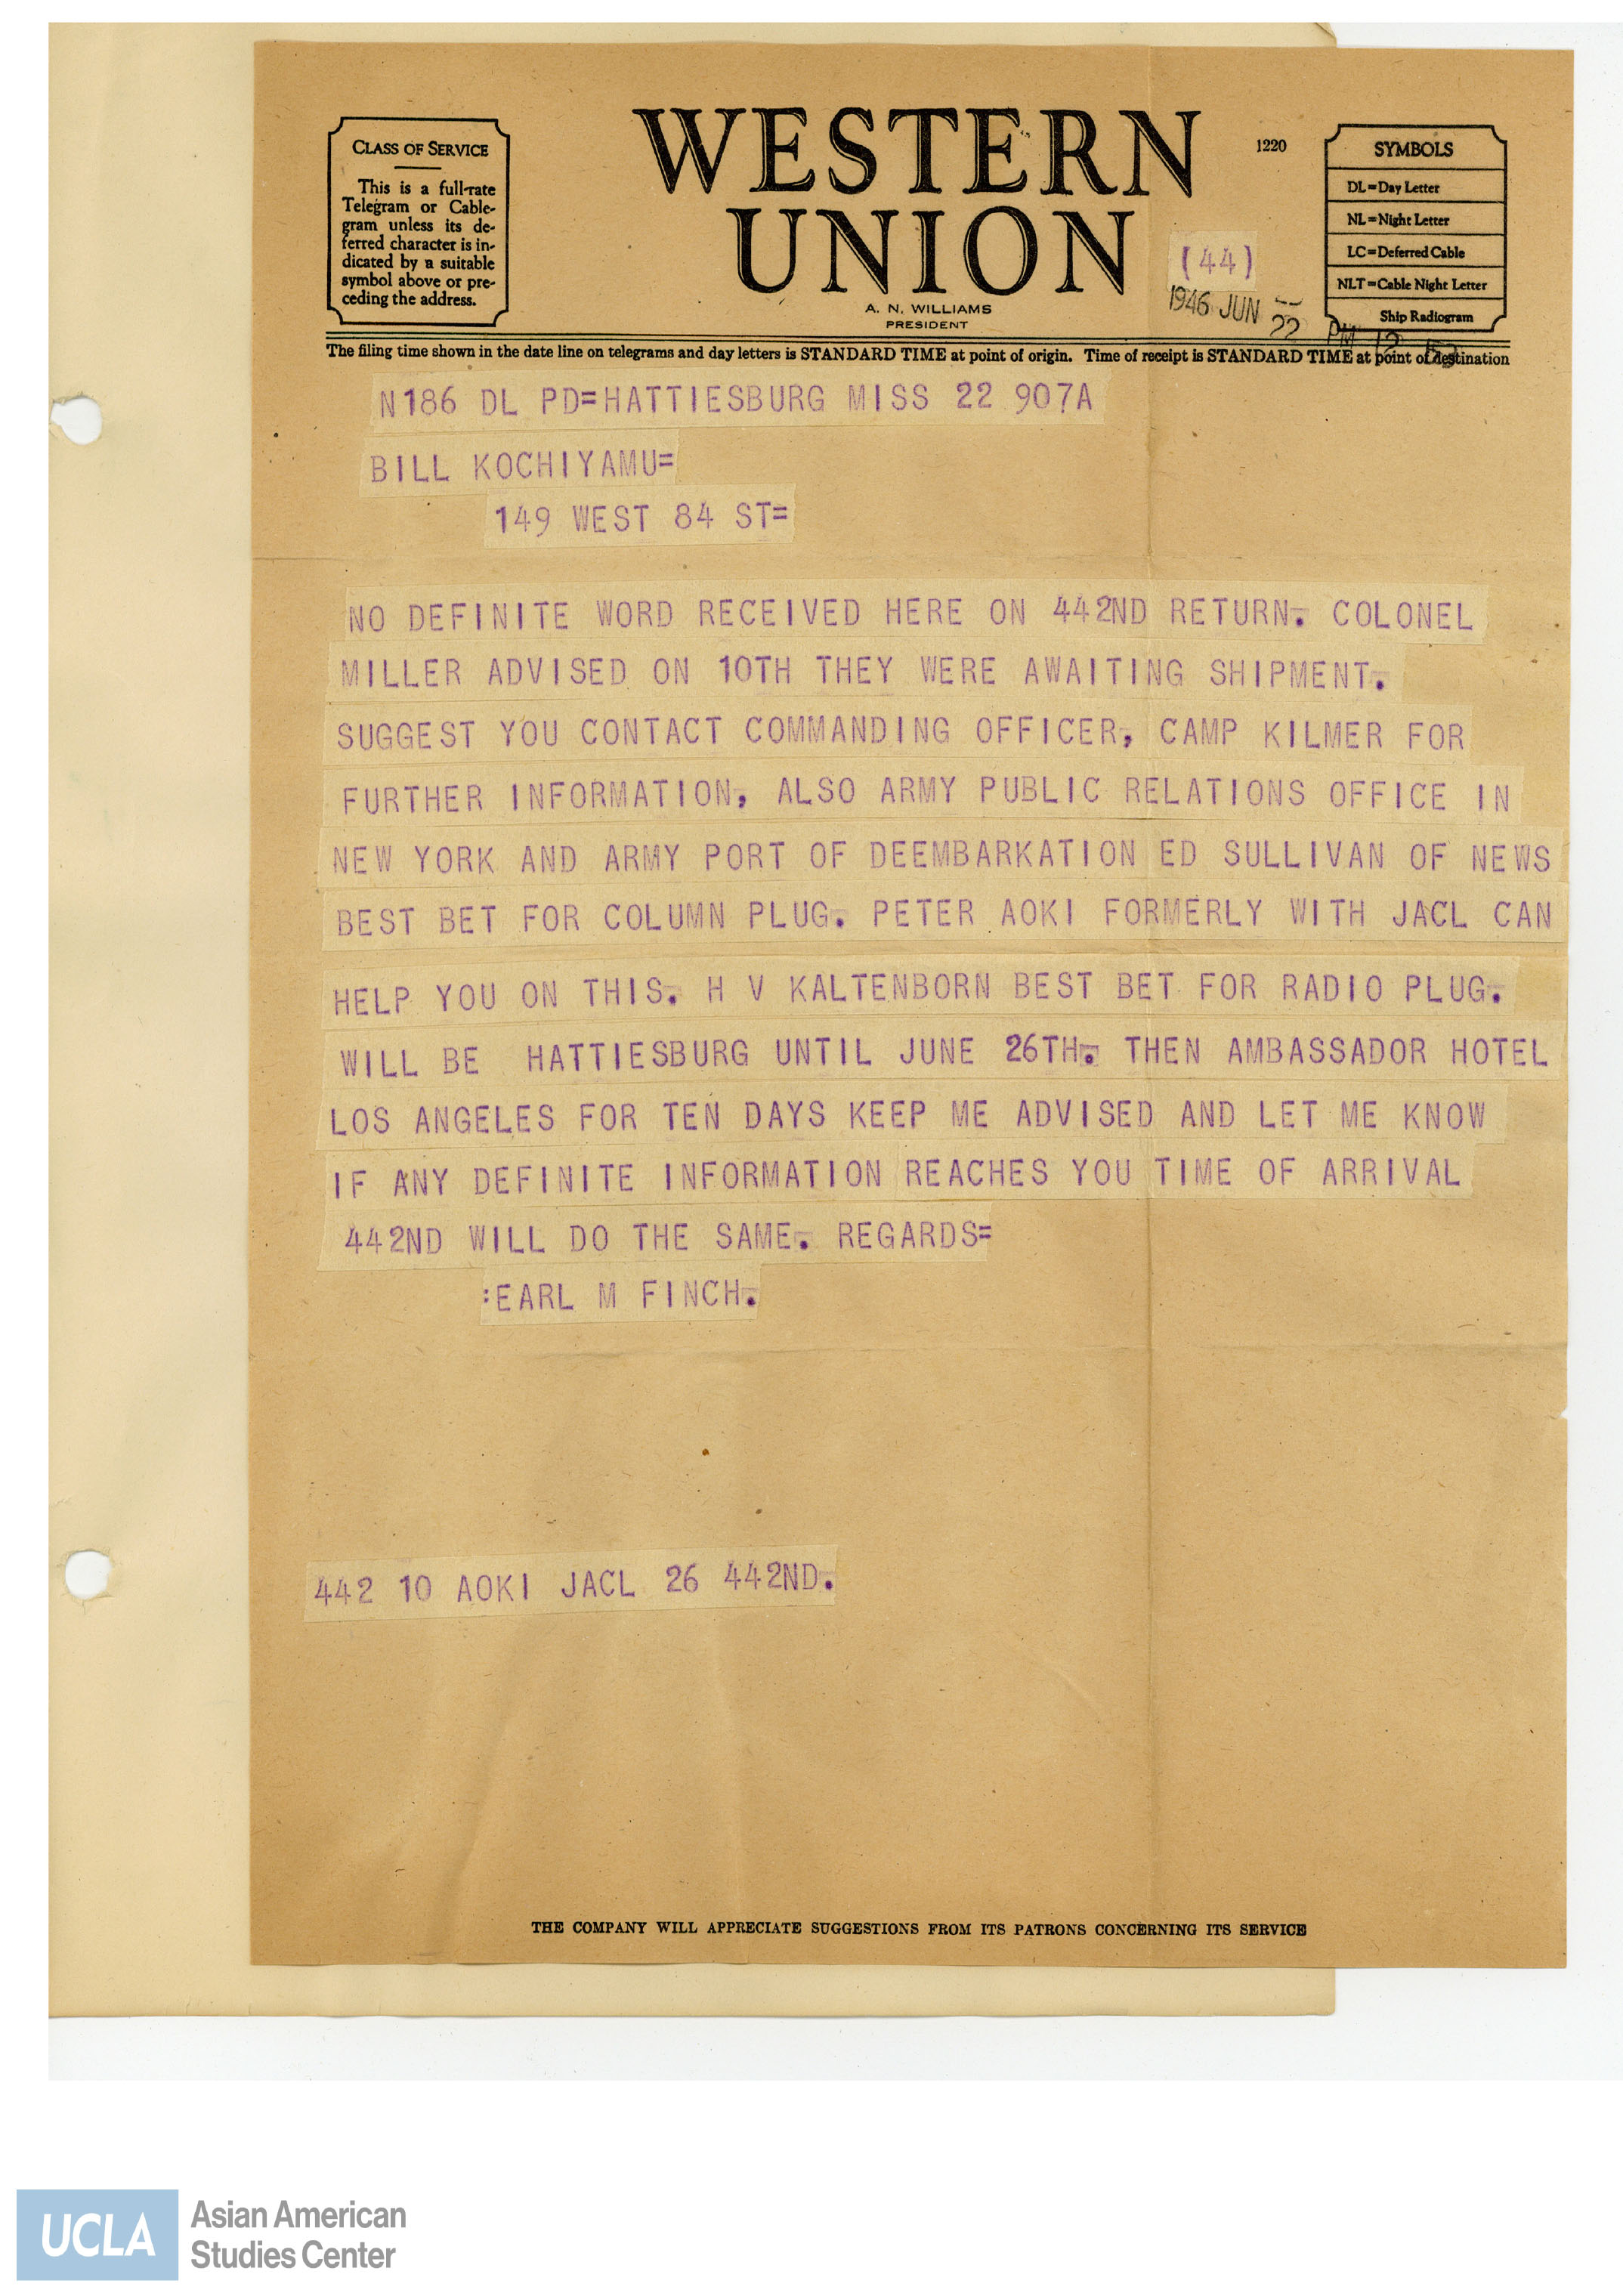 WESTERN
UNION
1220
A. N. WILLIAMS
PRESIDENT
CLASS OF SERVICE
This is a full-rate
Telegram or Cable-
gram unless its de-
ferred character is in-
dicated by a suitable
symbol above or pre-
ceding the address.
SYMBOLS
DL=Day Letter
NL=Night Letter
LC=Deferred Cable
NLT=Cable Night Letter
Ship Radiogram
(44)
1946 JUN 22 PM 12
The filing time shown in the date line on telegrams and day letters is STANDARD TIME at point of origin. Time of receipt is STANDARD TIME at point of destination
N186 DL PD=HATTIESBURG MISS 22 907A
BILL KOCHIYAMU=
149 WEST 84 ST=
NO DEFINITE WORD RECEIVED HERE ON 442ND RETURN. COLONEL
MILLER ADVISED ON 10TH THEY WERE AWAITING SHIPMENT.
SUGGEST YOU CONTACT COMMANDING OFFICER, CAMP KILMER FOR
FURTHER INFORMATION, ALSO ARMY PUBLIC RELATIONS OFFICE IN
NEW YORK AND ARMY PORT OF DEEMBARKATION ED SULLIVAN OF NEWS
BEST BET FOR COLUMN PLUG. PETER AOKI FORMERLY WITH JACL CAN
HELP YOU ON THIS. H V KALTENBORN BEST BET FOR RADIO PLUG.
WILL BE HATTIESBURG UNTIL JUNE 26TH. THEN AMBASSADOR HOTEL
LOS ANGELES FOR TEN DAYS KEEP ME ADVISED AND LET ME KNOW
IF ANY DEFINITE INFORMATION REACHES YOU TIME OF ARRIVAL
442ND WILL DO THE SAME. REGARDS=
:EARL M FINCH.
442 10 AOKI JACL 26 442ND.
THE COMPANY WILL APPRECIATE SUGGESTIONS FROM ITS PATRONS CONCERNING ITS SERVICE
UCLA
Asian American
Studies Center